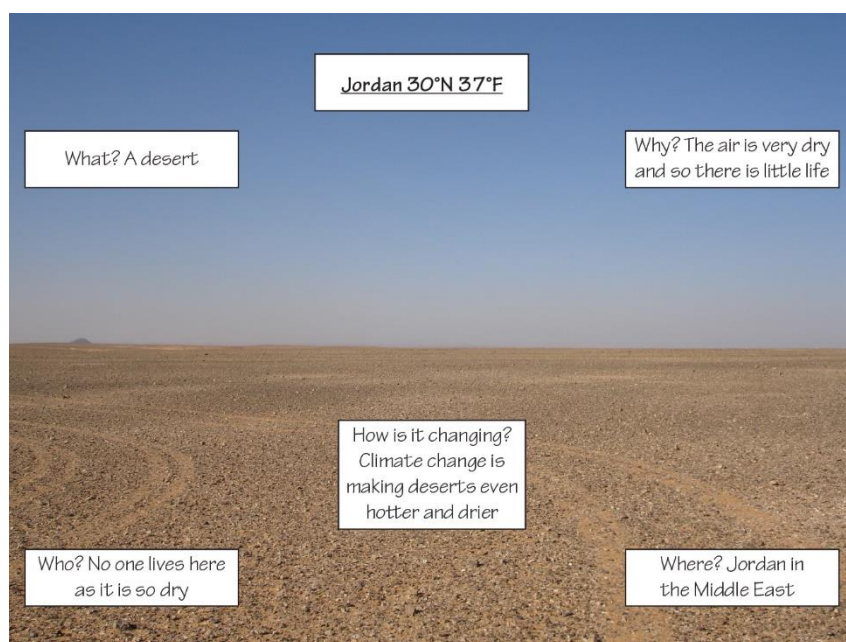 Jordan 30°N 37°F
What? A desert
Why? The air is very dry
and so there is little life
How is it changing?
Climate change is
making deserts even
hotter and drier
Who? No one lives here
as it is so dry
Where? Jordan in
the Middle East